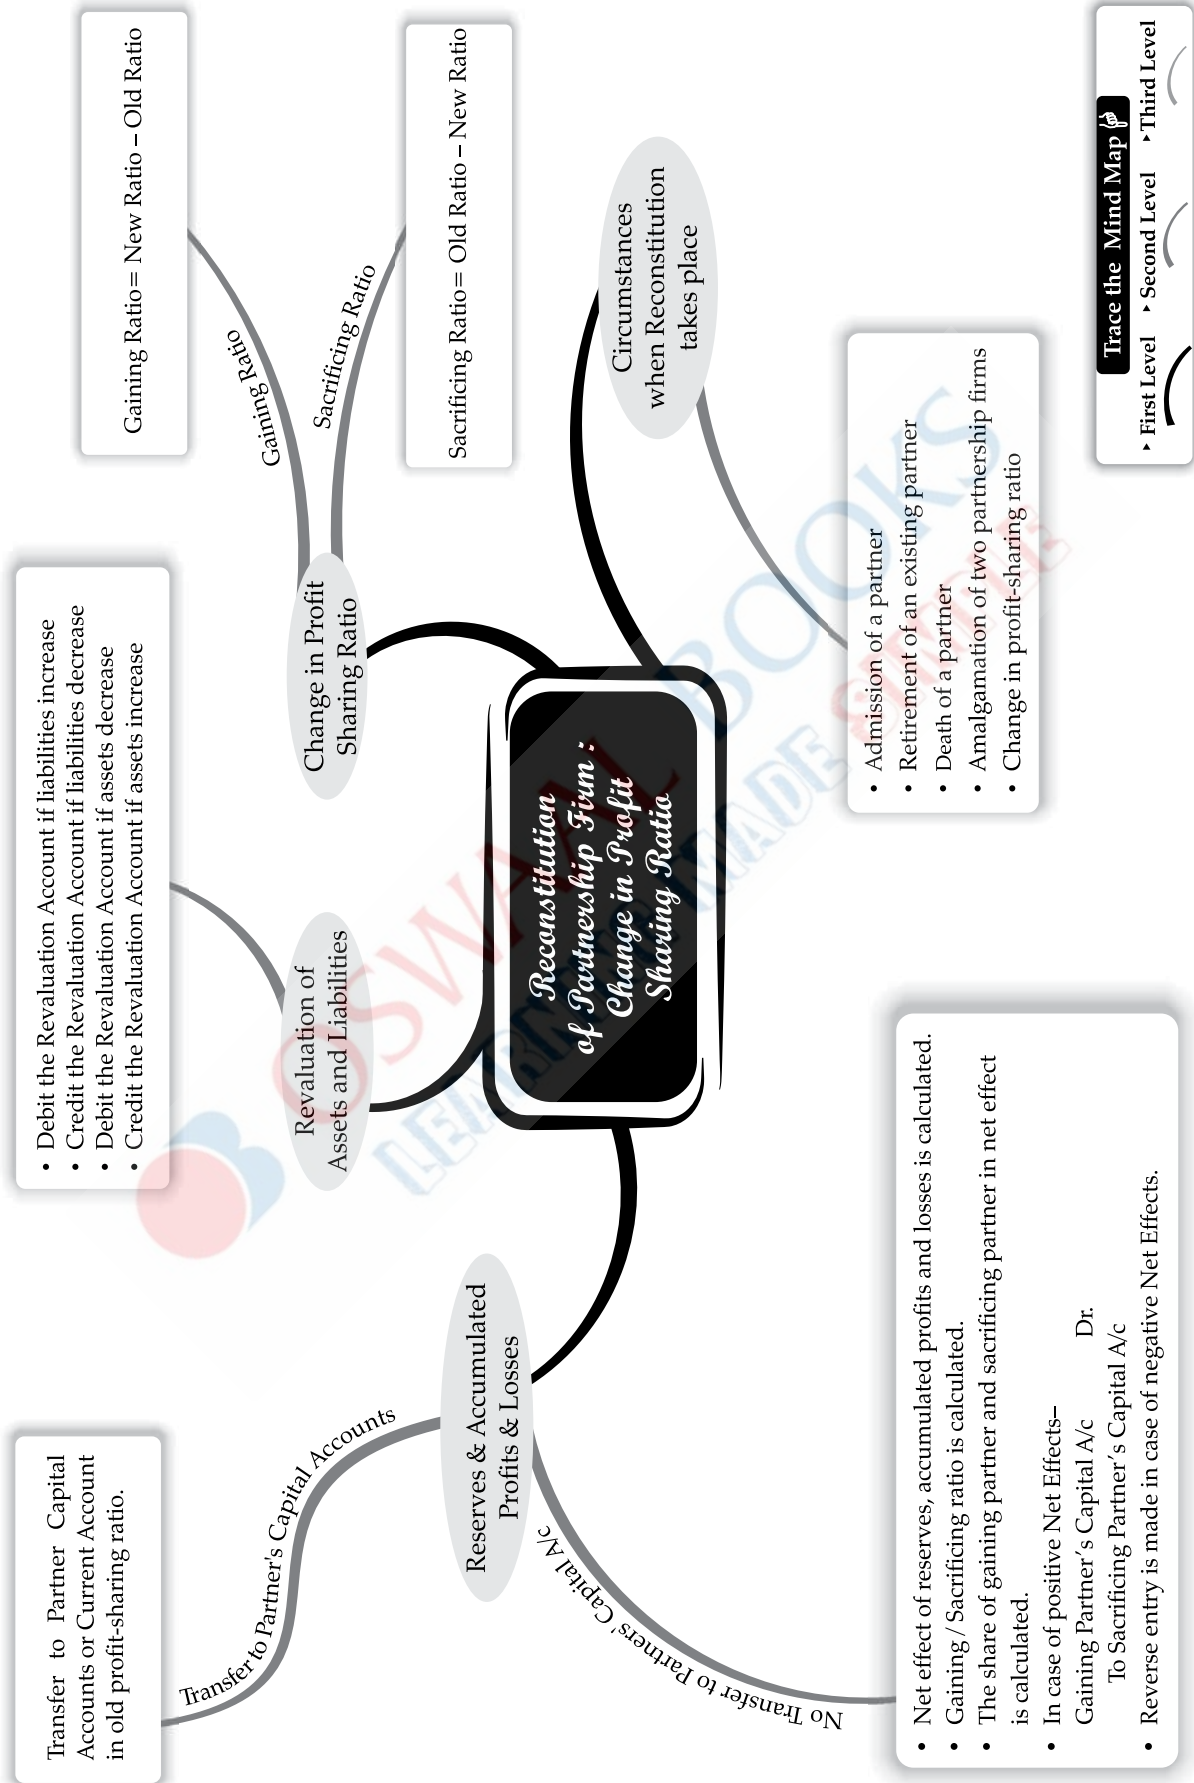 Transfer to Partner Capital
Accounts or Current Account
in old profit-sharing ratio.
Transfer to Partner's Capital Accounts
Reserves & Accumulated
Profits & Losses
No Transfer to Partners' Capital A/c
• Net effect of reserves, accumulated profits and losses is calculated.
• Gaining / Sacrificing ratio is calculated.
• The share of gaining partner and sacrificing partner in net effect
is calculated.
• In case of positive Net Effects–
Gaining Partner's Capital A/c Dr.
To Sacrificing Partner's Capital A/c
• Reverse entry is made in case of negative Net Effects.
• Debit the Revaluation Account if liabilities increase
• Credit the Revaluation Account if liabilities decrease
• Debit the Revaluation Account if assets decrease
• Credit the Revaluation Account if assets increase
Revaluation of
Assets and Liabilities
Reconstitution
of Partnership Firm :
Change in Profit
Sharing Ratio
Change in Profit
Sharing Ratio
Gaining Ratio
Gaining Ratio= New Ratio – Old Ratio
Sacrificing Ratio
Sacrificing Ratio= Old Ratio – New Ratio
Circumstances
when Reconstitution
takes place
• Admission of a partner
• Retirement of an existing partner
• Death of a partner
• Amalgamation of two partnership firms
• Change in profit-sharing ratio
Trace the Mind Map
▸ First Level ▸ Second Level ▸ Third Level
OSWAAL BOOKS
LEARNING MADE SIMPLE